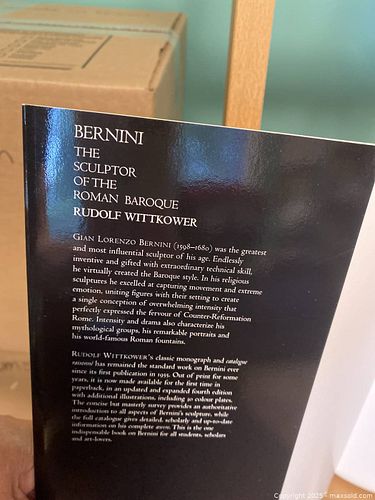 BERNINI
THE
SCULPTOR
OF THE
ROMAN BAROQUE
RUDOLF WITTKOWER
GIAN LORENZO BERNINI (1598–1680) was the greatest
and most influential sculptor of his age. Endlessly
inventive and gifted with extraordinary technical skill,
he virtually created the Baroque style. In his religious
sculptures he excelled at capturing movement and extreme
emotion, uniting figures with their setting to create
a single conception of overwhelming intensity that
perfectly expressed the fervour of Counter-Reformation
Rome. Intensity and drama also characterize his
mythological groups, his remarkable portraits and
his world-famous Roman fountains.
RUDOLF WITTKOWER's classic monograph and catalogue
raisonné has remained the standard work on Bernini ever
since its first publication in 1955. Out of print for some
years, it is now made available for the first time in
paperback, in an updated and expanded fourth edition
with additional illustrations, including 30 colour plates.
The concise but masterly survey provides an authoritative
introduction to all aspects of Bernini's sculpture, while
the full catalogue gives detailed, scholarly and up-to-date
information on his complete œuvre. This is the one
indispensable book on Bernini for all students, scholars
and art-lovers.
Copyright 2025 - maxsold.com